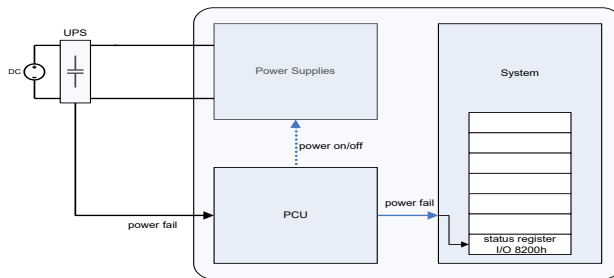 UPS
DC
Power Supplies
System
power on/off
PCU
power fail
power fail
status register
I/O 8200h